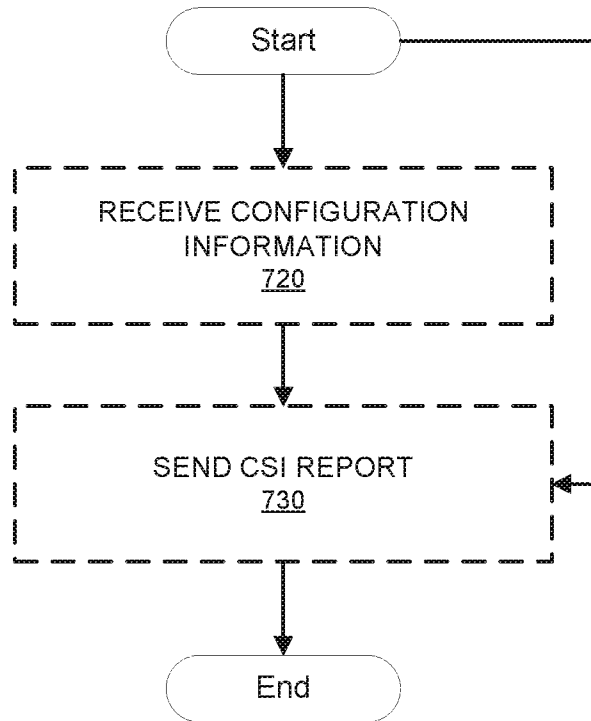 Start
RECEIVE CONFIGURATION
INFORMATION
720
SEND CSI REPORT
730
End